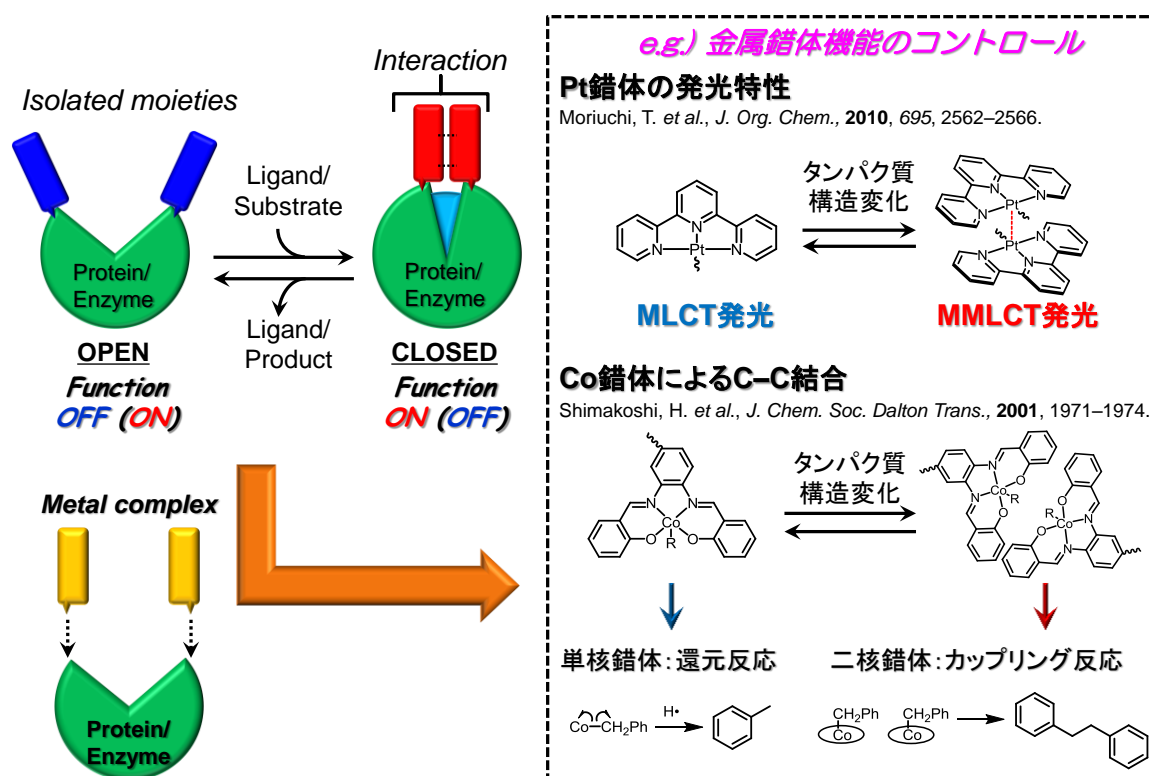 Isolated moieties
Interaction
Ligand/
Substrate
Protein/
Enzyme
Protein/
Enzyme
Ligand/
Product
OPEN
CLOSED
Function
OFF (ON)
Function
ON (OFF)
Metal complex
Protein/
Enzyme
e.g.) 金属錯体機能のコントロール
Pt錯体の発光特性
Moriuchi, T. et al., J. Org. Chem., 2010, 695, 2562–2566.
タンパク質
構造変化
N
N
N
Pt
N
N
N
Pt
Pt
N
N
N
MLCT発光
MMLCT発光
Co錯体によるC–C結合
Shimakoshi, H. et al., J. Chem. Soc. Dalton Trans., 2001, 1971–1974.
タンパク質
構造変化
N
N
Co
O
O
R
N
N
Co
O
O
R
O
R
Co
N
O
N
単核錯体：還元反応
二核錯体：カップリング反応
Co—CH2Ph
H•
CH2Ph
Co
CH2Ph
Co